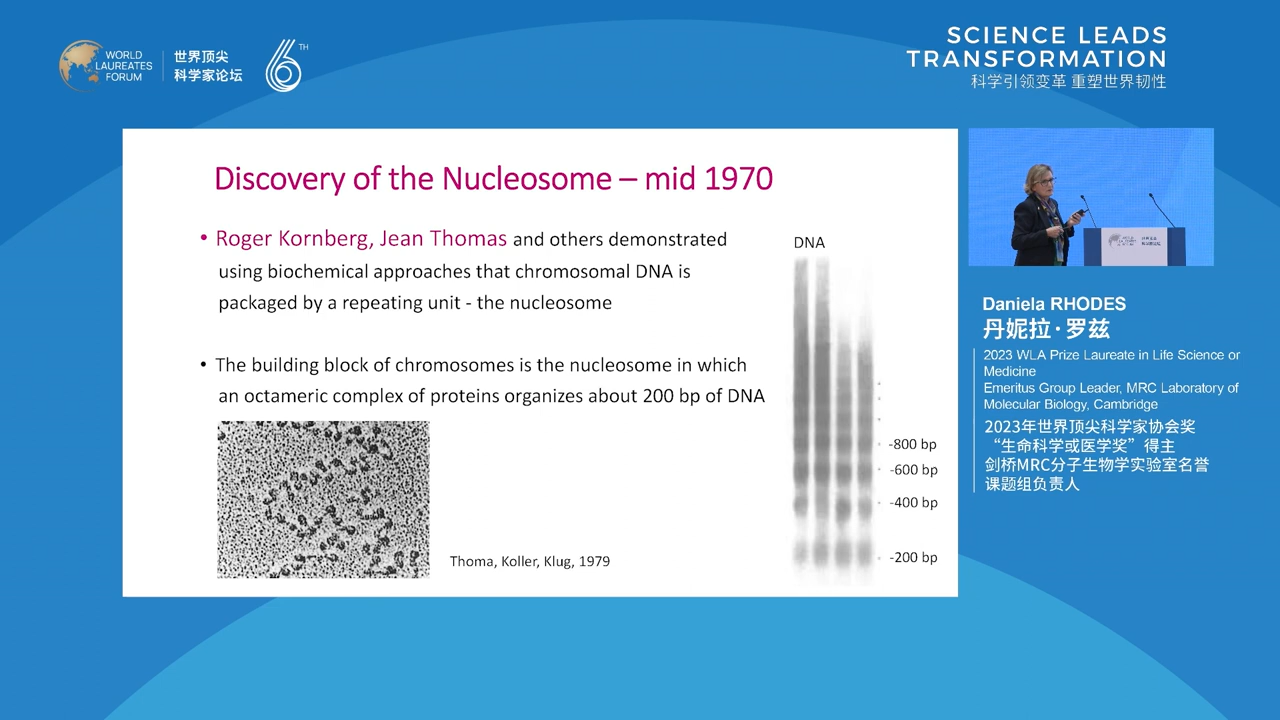 WORLD
LAUREATES
FORUM
世界顶尖
科学家论坛
6TH
SCIENCE LEADS
TRANSFORMATION
科学引领变革 重塑世界韧性
Discovery of the Nucleosome – mid 1970
• Roger Kornberg, Jean Thomas and others demonstrated
using biochemical approaches that chromosomal DNA is
packaged by a repeating unit - the nucleosome
• The building block of chromosomes is the nucleosome in which
an octameric complex of proteins organizes about 200 bp of DNA
Thoma, Koller, Klug, 1979
DNA
-800 bp
-600 bp
-400 bp
-200 bp
Daniela RHODES
丹妮拉·罗兹
2023 WLA Prize Laureate in Life Science or
Medicine
Emeritus Group Leader, MRC Laboratory of
Molecular Biology, Cambridge
2023年世界顶尖科学家协会奖
“生命科学或医学奖”得主
剑桥MRC分子生物学实验室名誉
课题组负责人